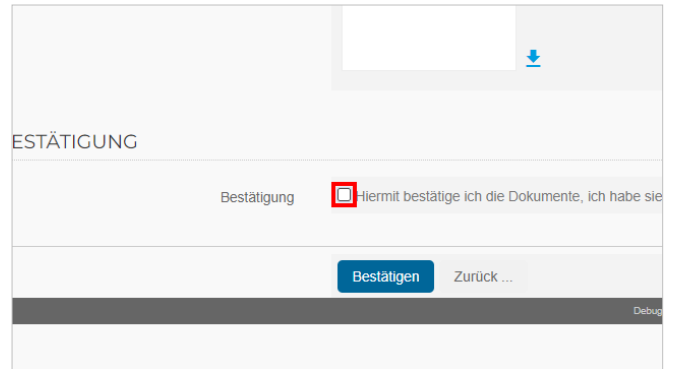 ESTÄTIGUNG
Bestätigung Hiermit bestätige ich die Dokumente, ich habe sie
Bestätigen Zurück ...
Debug